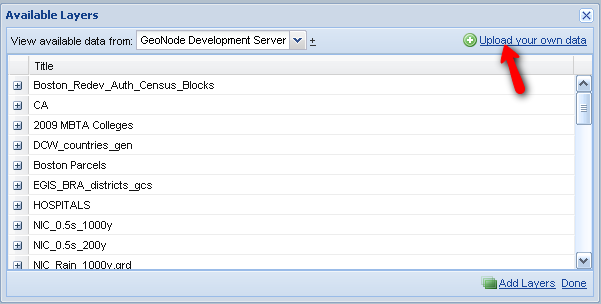 Available Layers
View available data from: GeoNode Development Server + Upload your own data
Title
Boston_Redev_Auth_Census_Blocks
CA
2009 MBTA Colleges
DCW_countries_gen
Boston Parcels
EGIS_BRA_districts_gcs
HOSPITALS
NIC_0.5s_1000y
NIC_0.5s_200y
NIC_Rain_1000y.grd
Add Layers Done